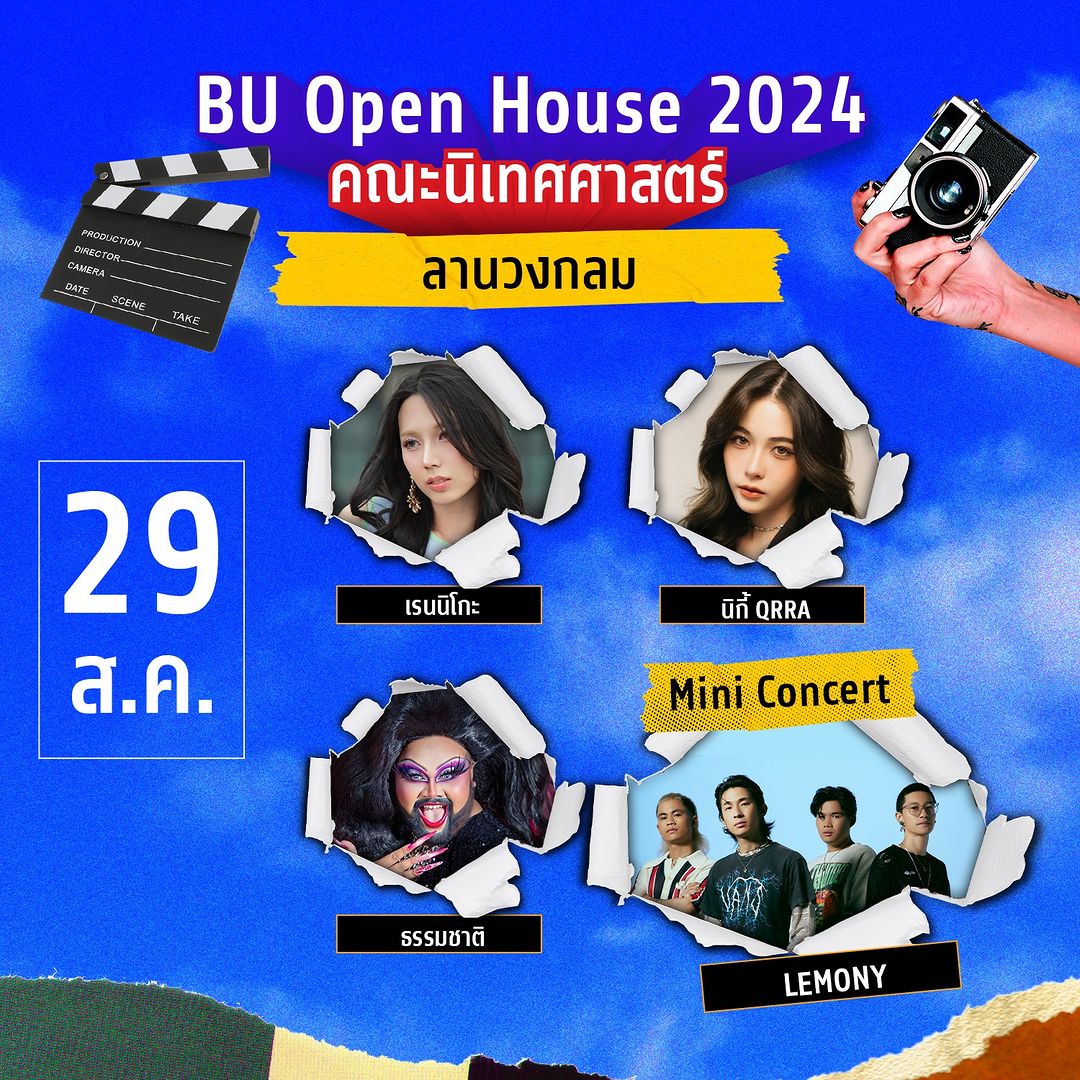 BU Open House 2024
คณะนิเทศศาสตร์
ลานวงกลม
PRODUCTION
DIRECTOR
CAMERA
DATE SCENE TAKE
29
ส.ค.
เรนนิโกะ
นิกี้ QRRA
ธรรมชาติ
Mini Concert
LEMONY